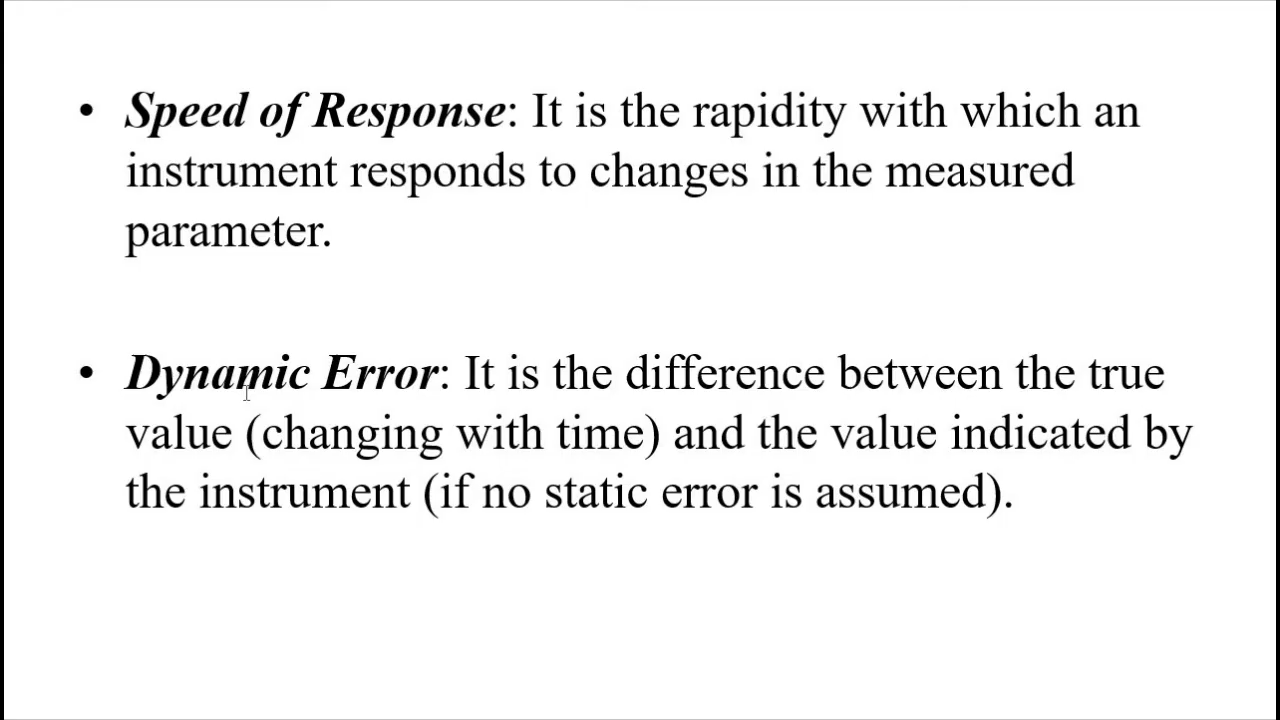 • Speed of Response: It is the rapidity with which an
instrument responds to changes in the measured
parameter.
• Dynamic Error: It is the difference between the true
value (changing with time) and the value indicated by
the instrument (if no static error is assumed).